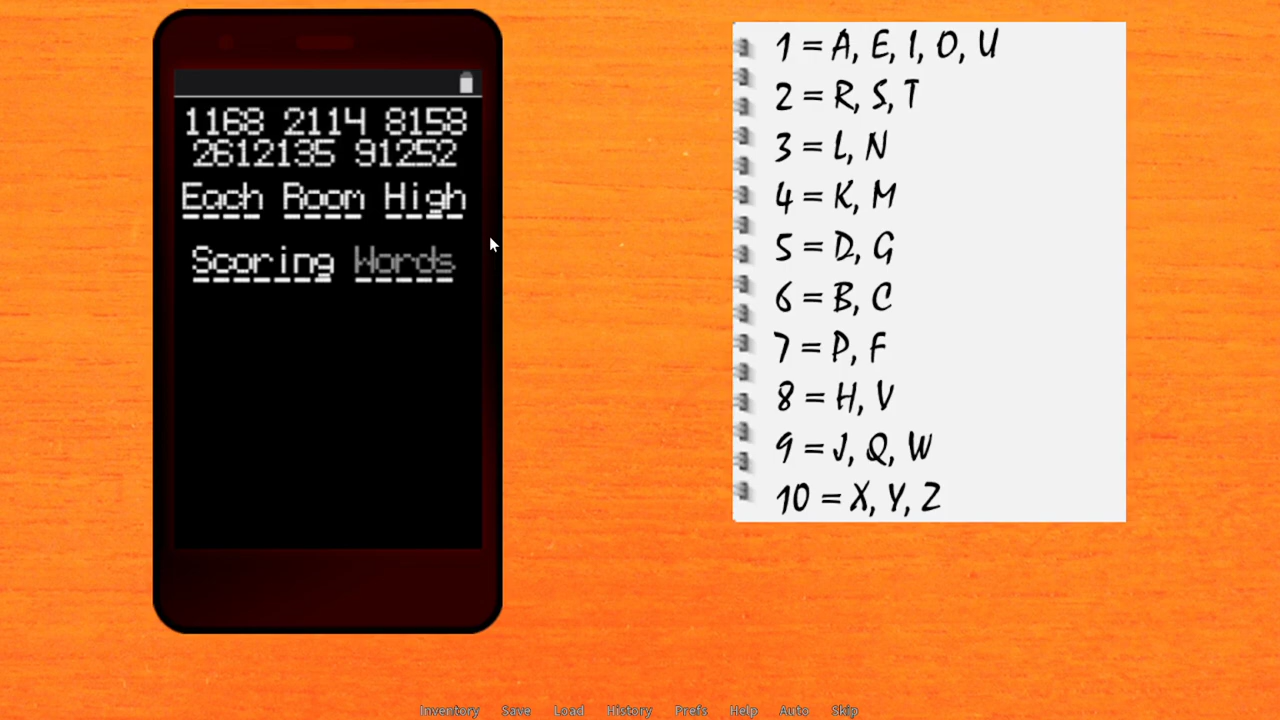 1168 2114 8158
2612135 91252
Each Room High
Scoring Words
1 = A, E, I, O, U
2 = R, S, T
3 = L, N
4 = K, M
5 = D, G
6 = B, C
7 = P, F
8 = H, V
9 = J, Q, W
10 = X, Y, Z
Inventory Save Load History Prefs Help Auto Skip